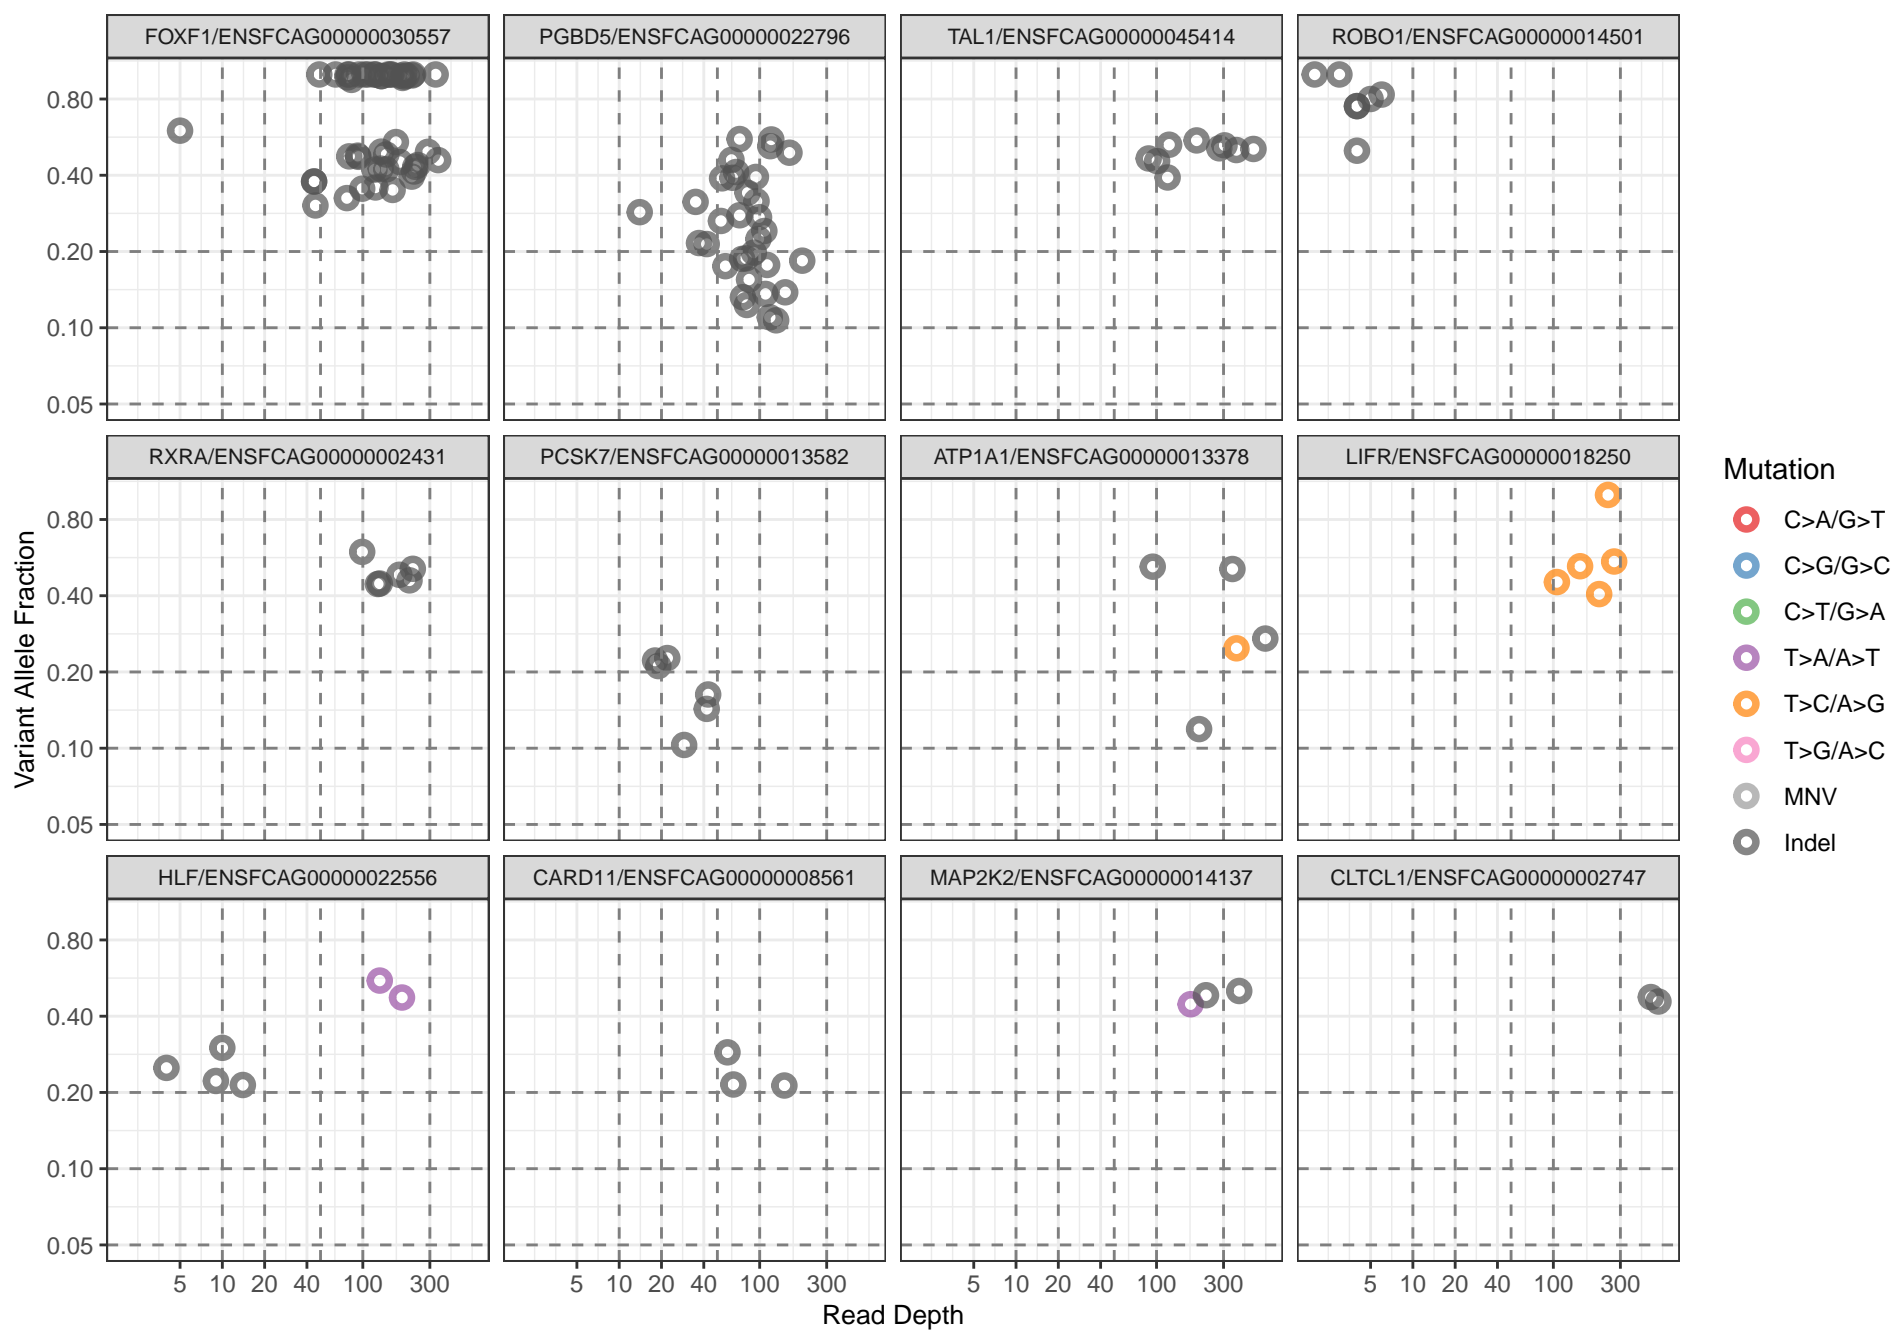 FOXF1/ENSFCAG00000030557 PGBD5/ENSFCAG00000022796 TAL1/ENSFCAG00000045414 ROBO1/ENSFCAG00000014501
0.80
0.40
0.20
0.10
0.05
RXRA/ENSFCAG00000002431 PCSK7/ENSFCAG00000013582 ATP1A1/ENSFCAG00000013378 LIFR/ENSFCAG00000018250
0.80
0.40
0.20
0.10
0.05
HLF/ENSFCAG00000022556 CARD11/ENSFCAG00000008561 MAP2K2/ENSFCAG00000014137 CLTCL1/ENSFCAG00000002747
0.80
0.40
0.20
0.10
0.05
5 10 20 40 100 300 5 10 20 40 100 300 5 10 20 40 100 300 5 10 20 40 100 300
Read Depth
Variant Allele Fraction
Mutation
C>A/G>T
C>G/G>C
C>T/G>A
T>A/A>T
T>C/A>G
T>G/A>C
MNV
Indel